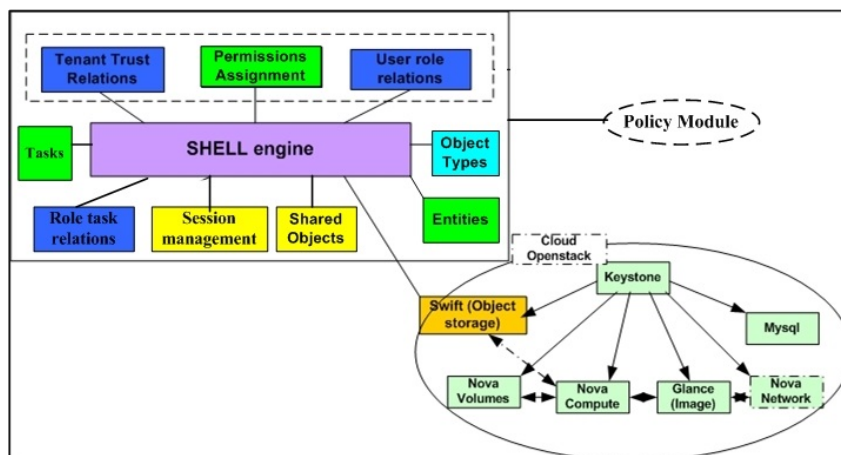 Tenant Trust
Relations
Permissions
Assignment
User role
relations
Tasks
SHELL engine
Object
Types
Policy Module
Role task
relations
Session
management
Shared
Objects
Entities
Cloud
Openstack
Keystone
Swift (Object
storage)
Mysql
Nova
Volumes
Nova
Compute
Glance
(Image)
Nova
Network